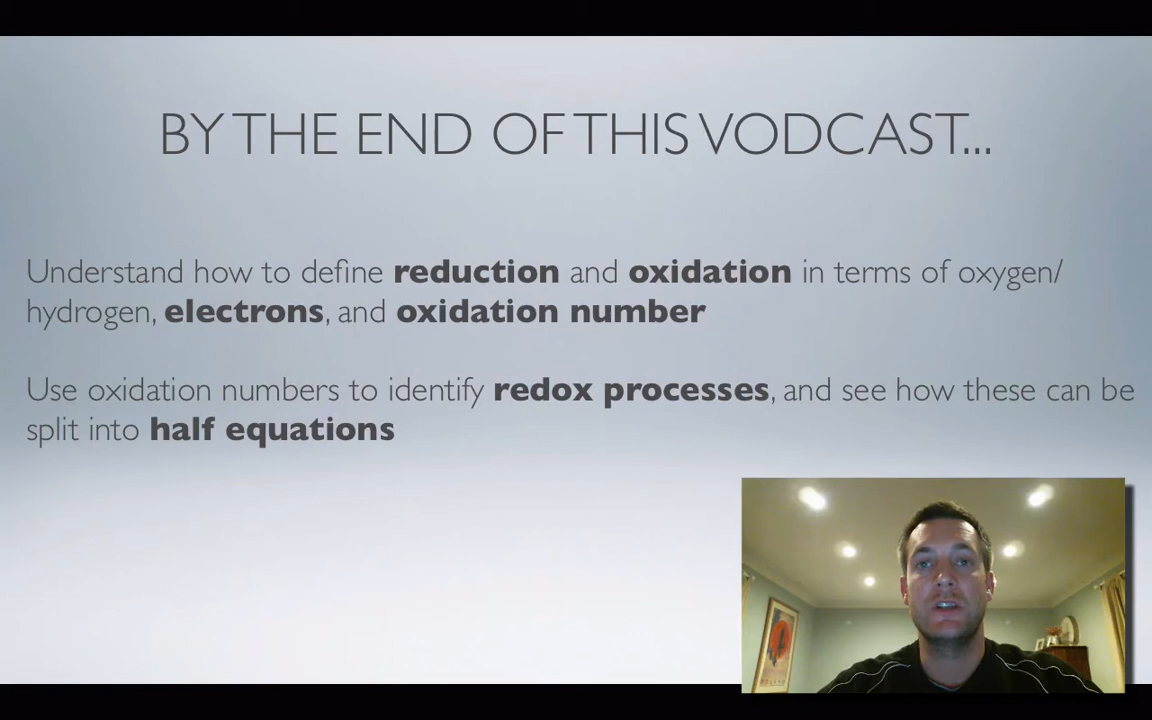 BY THE END OF THIS VODCAST...
Understand how to define reduction and oxidation in terms of oxygen/
hydrogen, electrons, and oxidation number
Use oxidation numbers to identify redox processes, and see how these can be
split into half equations